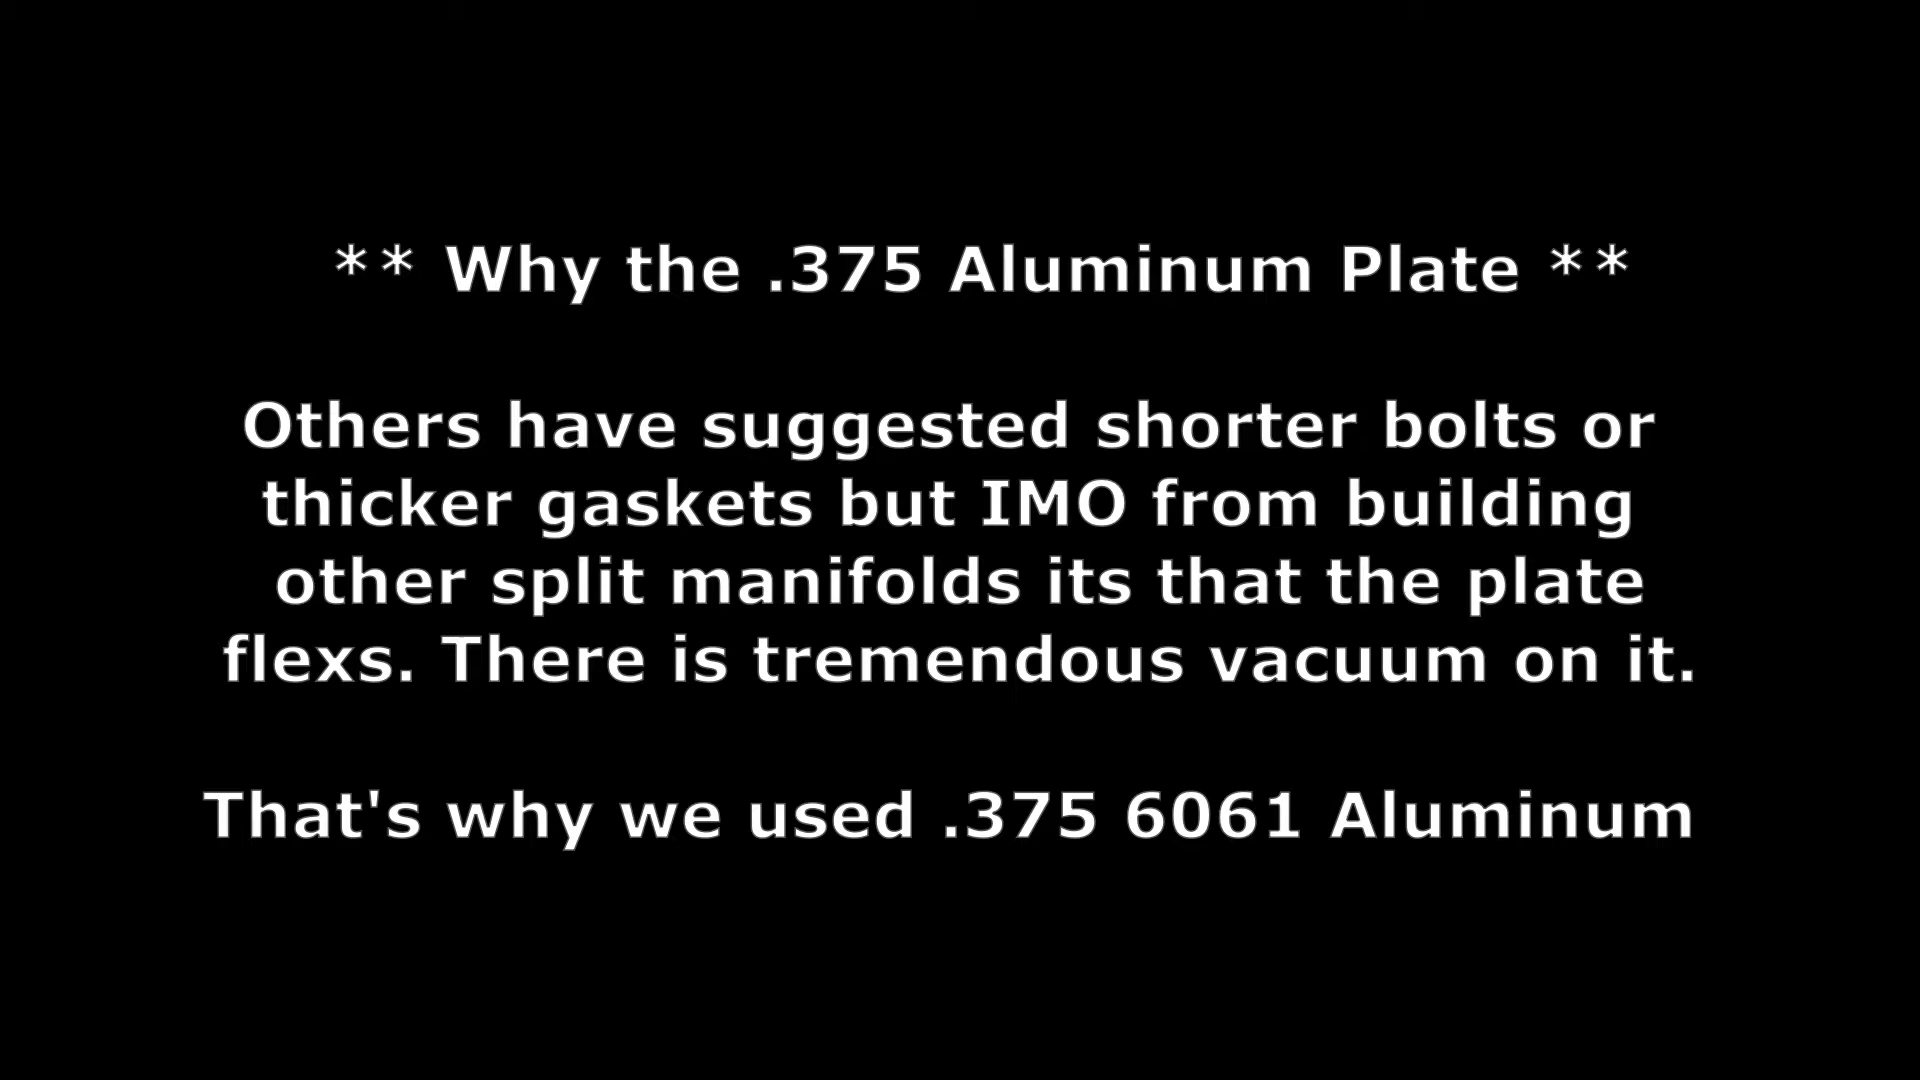 ** Why the .375 Aluminum Plate **
Others have suggested shorter bolts or
thicker gaskets but IMO from building
other split manifolds its that the plate
flexs. There is tremendous vacuum on it.
That's why we used .375 6061 Aluminum